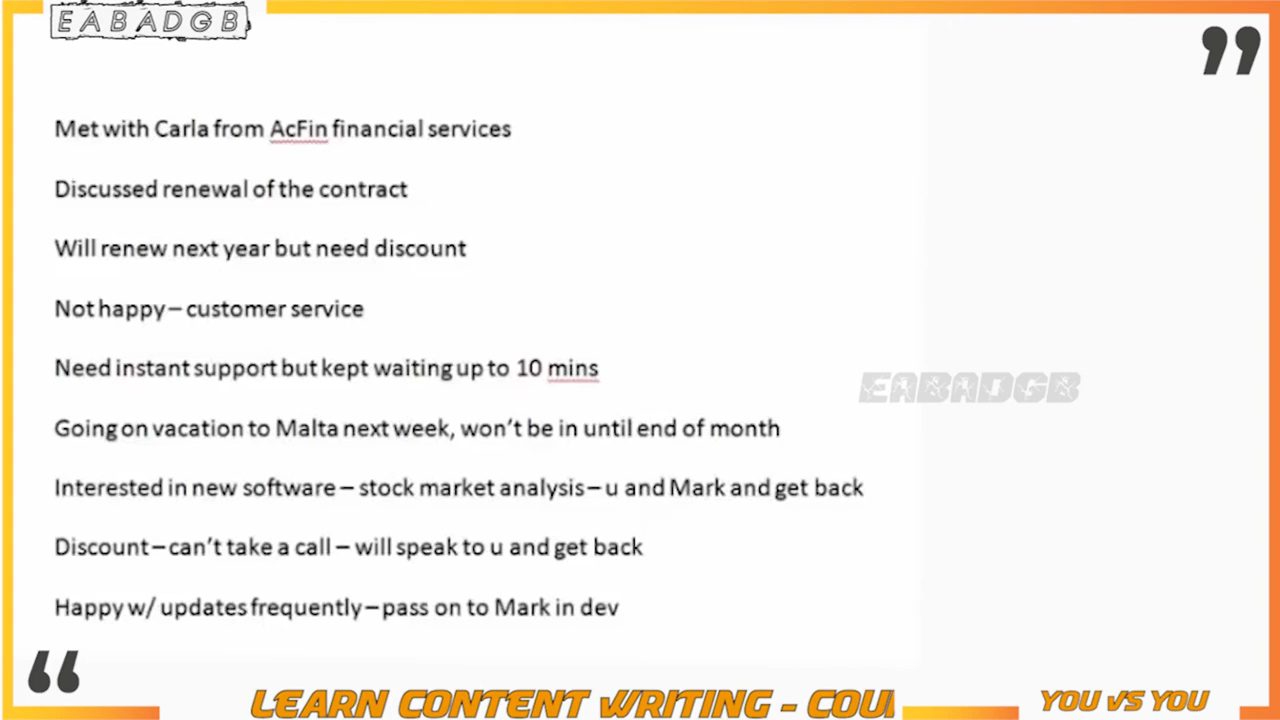 EABADGB
Met with Carla from AcFin financial services
Discussed renewal of the contract
Will renew next year but need discount
Not happy – customer service
Need instant support but kept waiting up to 10 mins
EABADGB
Going on vacation to Malta next week, won't be in until end of month
Interested in new software – stock market analysis – u and Mark and get back
Discount – can't take a call – will speak to u and get back
Happy w/ updates frequently – pass on to Mark in dev
LEARN CONTENT WRITING - COU
YOU VS YOU